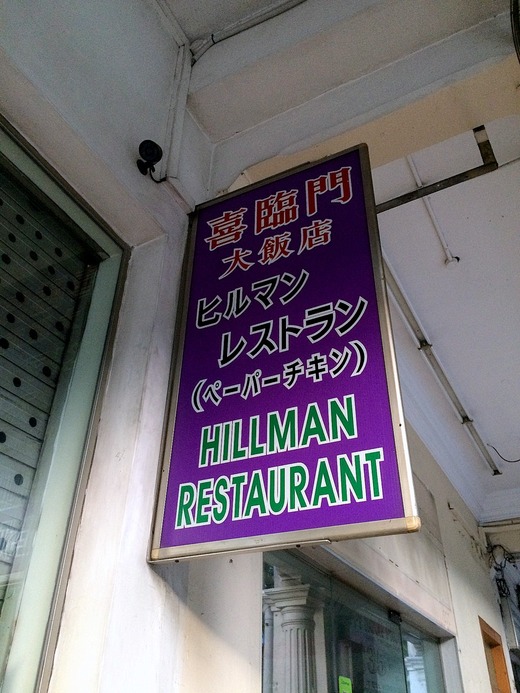 喜臨門
大飯店
ヒルマン
レストラン
(ペーパーチキン)
HILLMAN
RESTAURANT